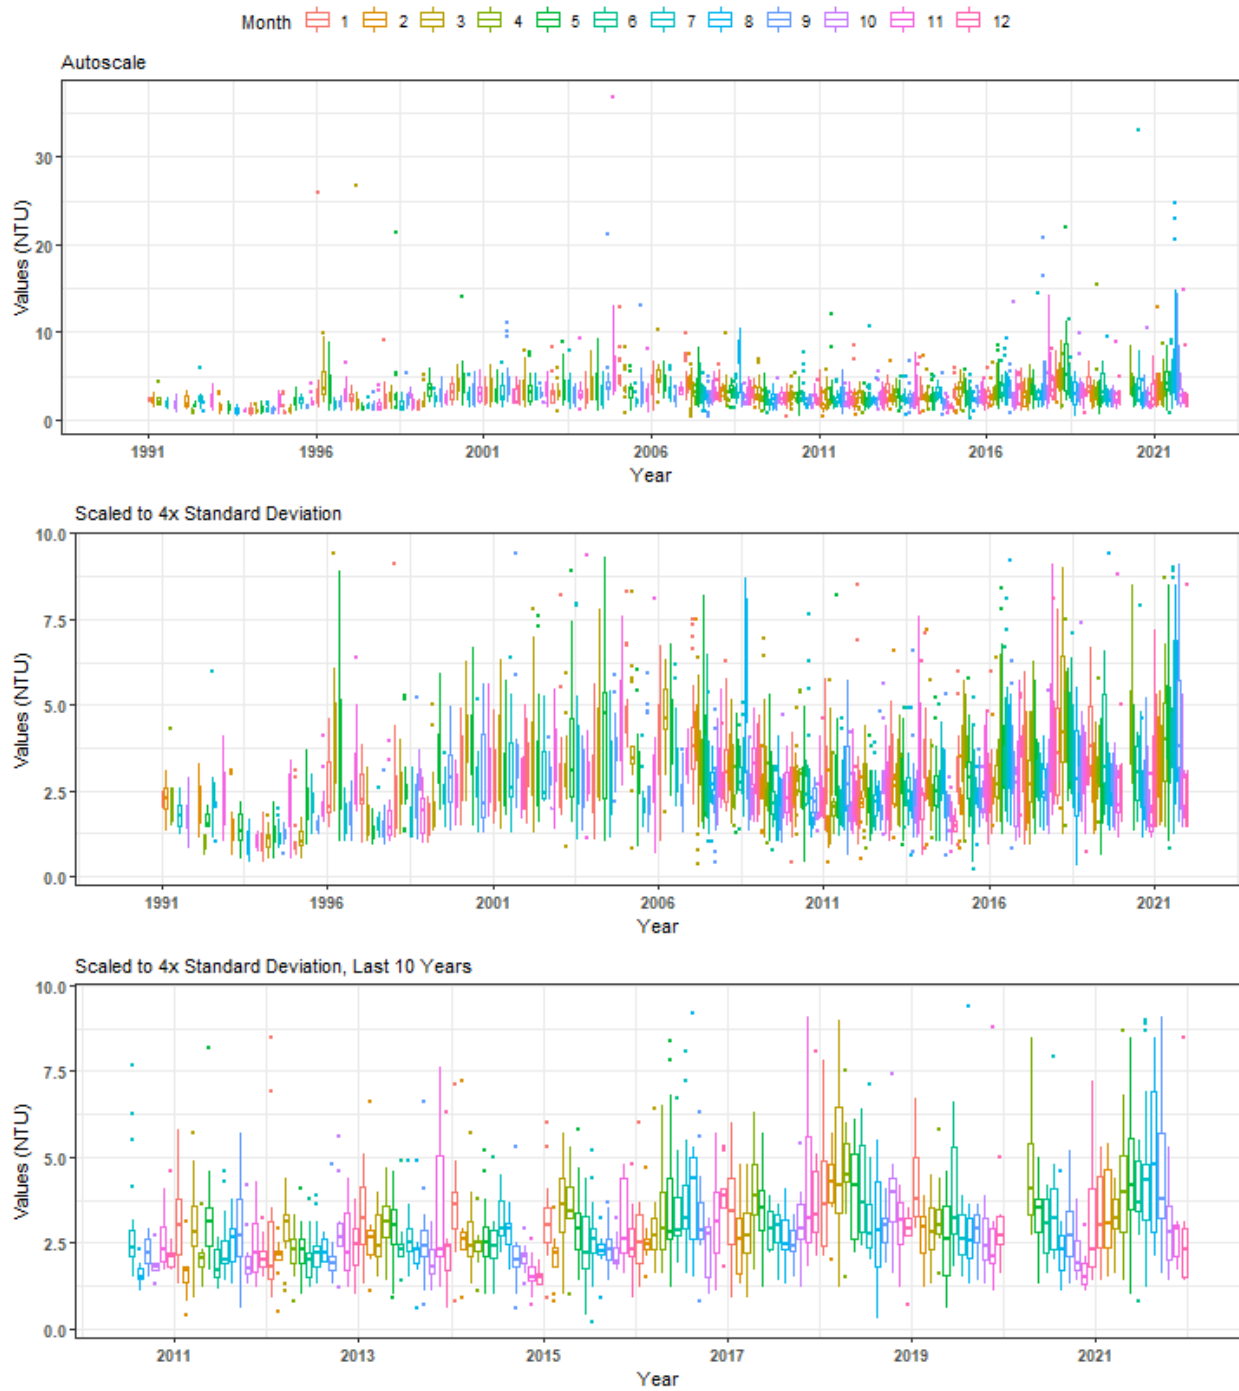 Month 1 2 3 4 5 6 7 8 9 10 11 12
Autoscale
Values (NTU)
30
20
10
0
1991 1996 2001 2006 2011 2016 2021
Year
Scaled to 4x Standard Deviation
Values (NTU)
10.0
7.5
5.0
2.5
0.0
1991 1996 2001 2006 2011 2016 2021
Year
Scaled to 4x Standard Deviation, Last 10 Years
Values (NTU)
10.0
7.5
5.0
2.5
0.0
2011 2013 2015 2017 2019 2021
Year